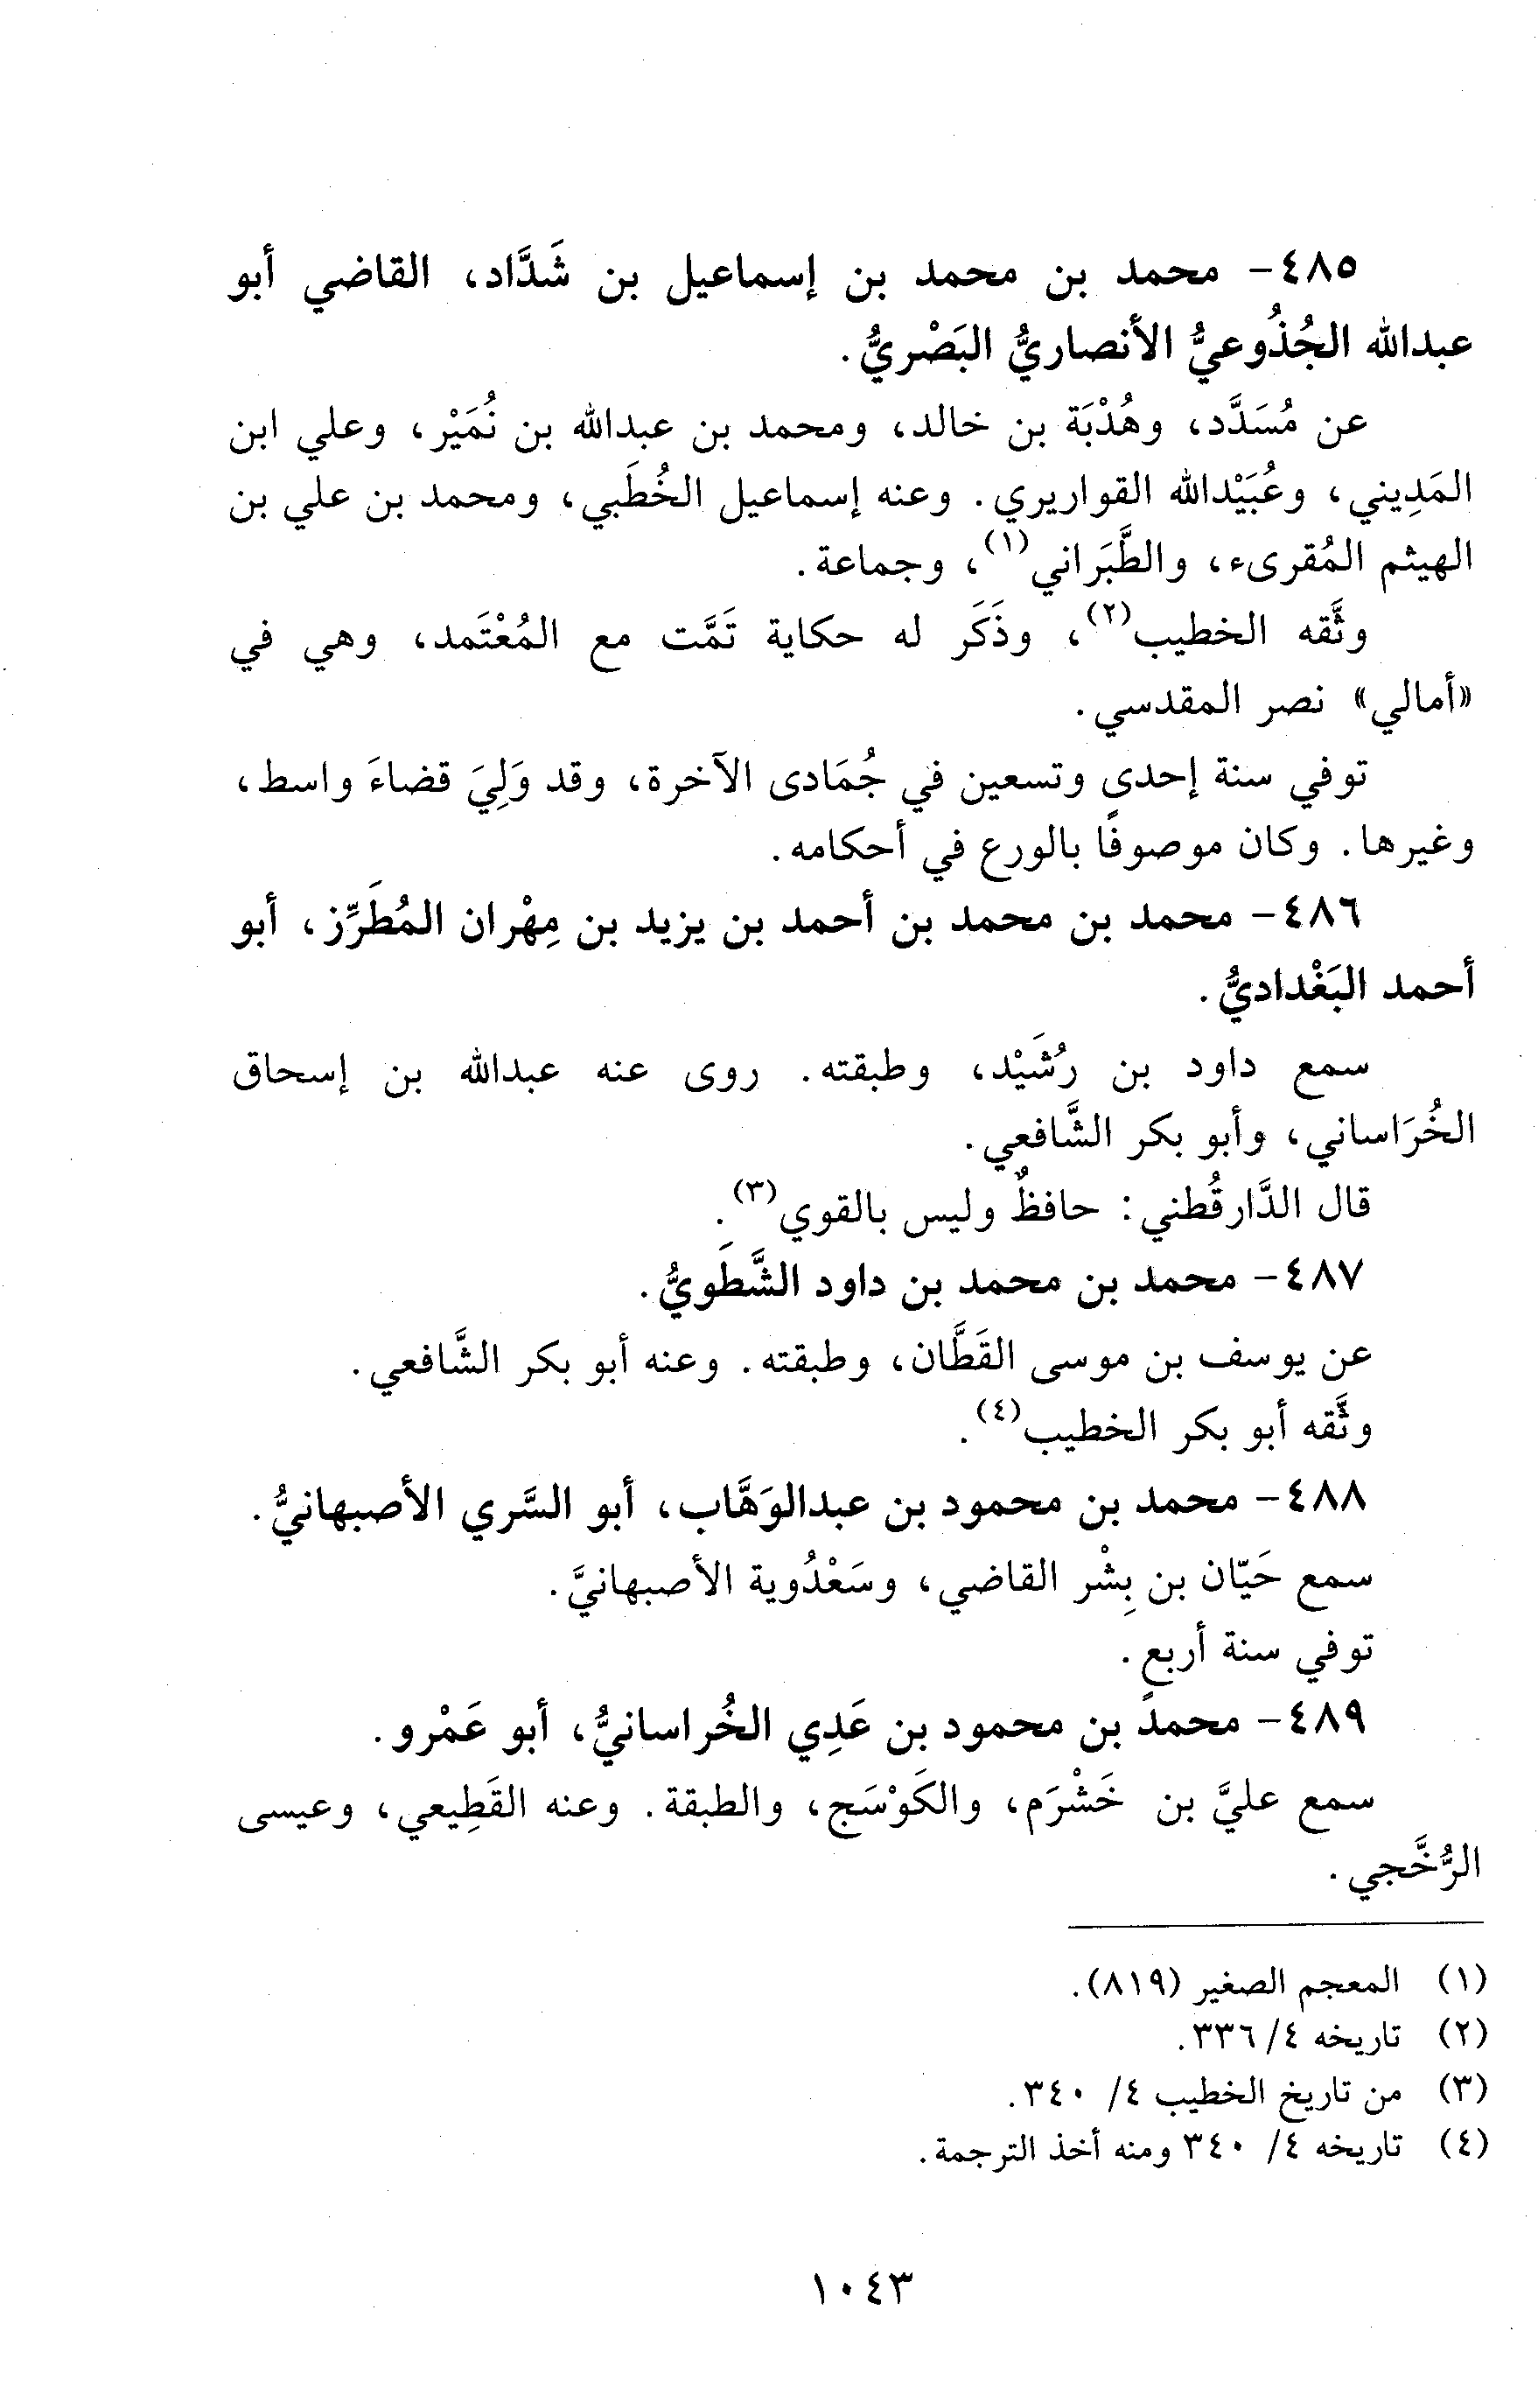 ٤٨٥- محمد بن محمد بن إسماعيل بن شَدَّاد، القاضي أبو
عبدالله الجُذُوعيُّ الأنصاريُّ البَصْريُّ.
عن مُسَدَّد، وهُدْبَة بن خالد، ومحمد بن عبدالله بن نُمَيْر، وعلي ابن
المَدِيني، وعُبَيْدالله القواريري. وعنه إسماعيل الخُطَبي، ومحمد بن علي بن
الهيثم المُقرىء، والطَّبَراني(١)، وجماعة.
وثَّقه الخطيب(٢)، وذَكَر له حكاية تَمَّت مع المُعْتَمد، وهي في
«أمالي» نصر المقدسي.
توفي سنة إحدى وتسعين في جُمَادى الآخرة، وقد وَلِيَ قضاءَ واسط،
وغيرها. وكان موصوفًا بالورع في أحكامه.
٤٨٦- محمد بن محمد بن أحمد بن يزيد بن مِهْران المُطَرِّز، أبو
أحمد البَغْداديُّ.
سمع داود بن رُشَيْد، وطبقته. روى عنه عبدالله بن إسحاق
الخُرَاساني، وأبو بكر الشَّافعي.
قال الدَّارقُطني: حافظٌ وليس بالقوي(٣).
٤٨٧- محمد بن محمد بن داود الشَّطَويُّ.
عن يوسف بن موسى القَطَّان، وطبقته. وعنه أبو بكر الشَّافعي.
وثَّقه أبو بكر الخطيب(٤).
٤٨٨- محمد بن محمود بن عبدالوَهَّاب، أبو السَّري الأصبهانيُّ.
سمع حَيّان بن بِشْر القاضي، وسَعْدُوية الأصبهانيَّ.
توفي سنة أربع.
٤٨٩- محمد بن محمود بن عَدِي الخُراسانيُّ، أبو عَمْرو.
سمع عليَّ بن خَشْرَم، والكَوْسَج، والطبقة. وعنه القَطِيعي، وعيسى
الرُّخَّجي.
(١) المعجم الصغير (٨١٩).
(٢) تاريخه ٤/ ٣٣٦.
(٣) من تاريخ الخطيب ٤/ ٣٤٠.
(٤) تاريخه ٤/ ٣٤٠ ومنه أخذ الترجمة.
١٠٤٣